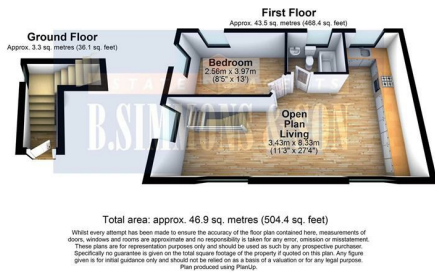 First Floor
Approx. 43.5 sq. metres (468.4 sq. feet)
Ground Floor
Approx. 3.3 sq. metres (36.1 sq. feet)
Bedroom
2.56m x 3.97m
(8'5" x 13')
B.SIMMONS & SON
Open
Plan
Living
3.43m x 8.33m
(11'3" x 27'4")
Total area: approx. 46.9 sq. metres (504.4 sq. feet)
Whilst every attempt has been made to ensure the accuracy of the floor plan contained here, measurements of
doors, windows and rooms are approximate and no responsibility is taken for any error, omission or misstatement.
These plans are for representation purposes only and should be used as such by any prospective purchaser.
Specifically no guarantee is given on the total square footage of the property if quoted on this plan. Any figure
given is for initial guidance only and should not be relied on as a basis of a valuation or for any legal purpose.
Plan produced using PlanUp.